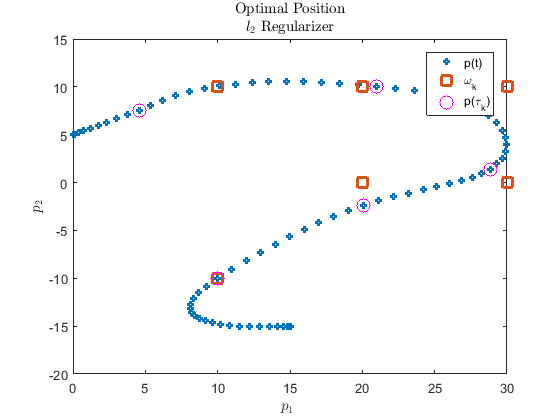 Optimal Position
l₂ Regularizer
15
10
5
0
-5
-10
-15
-20
p₂
p(t)
ωₖ
p(τₖ)
0 5 10 15 20 25 30
p₁